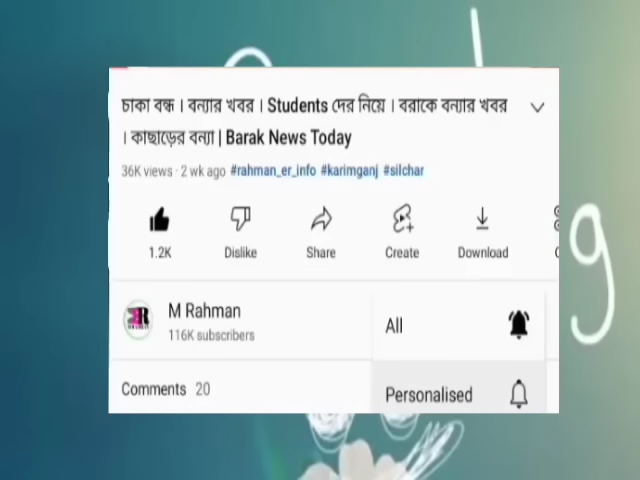 চাকা বন্ধ । বন্যার খবর । Students দের নিয়ে । বরাকে বন্যার খবর
। কাছাড়ের বন্যা | Barak News Today
36K views · 2 wk ago #rahman_er_info #karimganj #silchar
1.2K Dislike Share Create Download
M Rahman
116K subscribers
All
Comments 20
Personalised